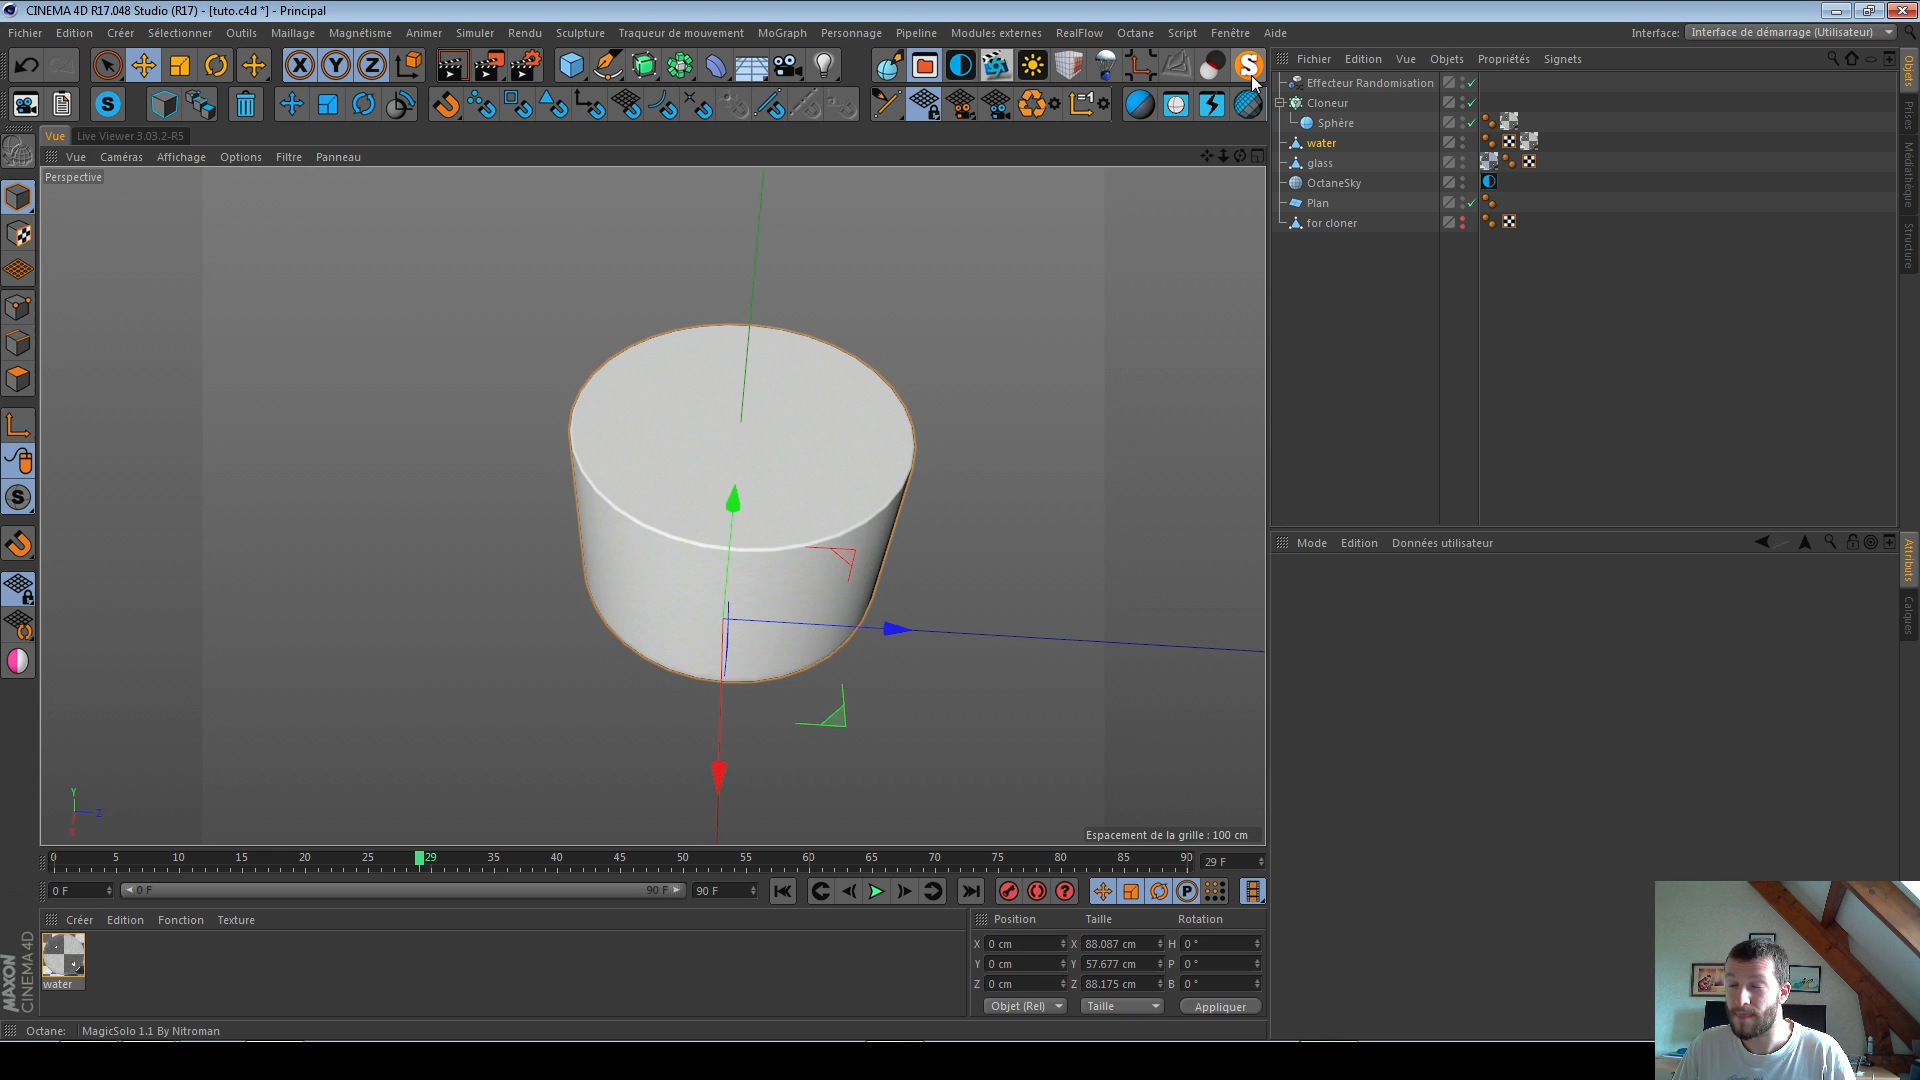 CINEMA 4D R17.048 Studio (R17) - [tuto.c4d *] - Principal
Fichier Edition Créer Sélectionner Outils Maillage Magnétisme Animer Simuler Rendu Sculpture Traqueur de mouvement MoGraph Personnage Pipeline Modules externes RealFlow Octane Script Fenêtre Aide Interface: Interface de démarrage (Utilisateur)
Fichier Edition Vue Objets Propriétés Signets
Effecteur Randomisation
Cloneur
Sphère
water
glass
OctaneSky
Plan
for cloner
Objets
Prises
Médiathèque
Structure
Vue Live Viewer 3.03.2-R5
Vue Caméras Affichage Options Filtre Panneau
Perspective
Y
Z
X
Espacement de la grille : 100 cm
Mode Edition Données utilisateur
Attributs
Calques
0 5 10 15 20 25 29 35 40 45 50 55 60 65 70 75 80 85 90 29 F
0 F 0 F 90 F 90 F
Créer Edition Fonction Texture
water
MAXON
CINEMA 4D
Position Taille Rotation
X 0 cm X 88.087 cm H 0 °
Y 0 cm Y 57.677 cm P 0 °
Z 0 cm Z 88.175 cm B 0 °
Objet (Rel) Taille Appliquer
Octane: MagicSolo 1.1 By Nitroman